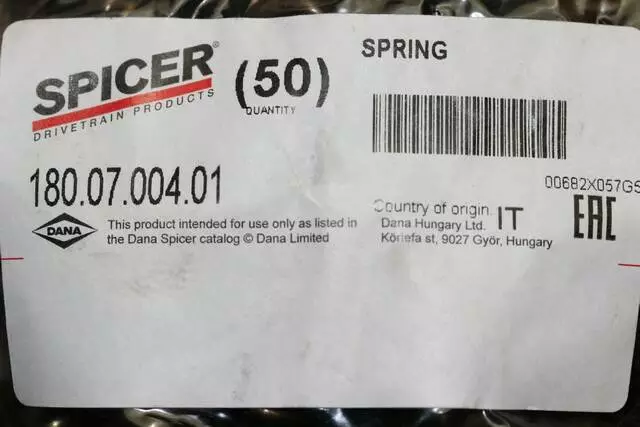 SPICER®
DRIVETRAIN PRODUCTS
(50)
QUANTITY
SPRING
180.07.004.01
00682X057GS
DANA
This product intended for use only as listed in
the Dana Spicer catalog © Dana Limited
Country of origin IT
Dana Hungary Ltd.
Körlefa st, 9027 Györ, Hungary
EAC